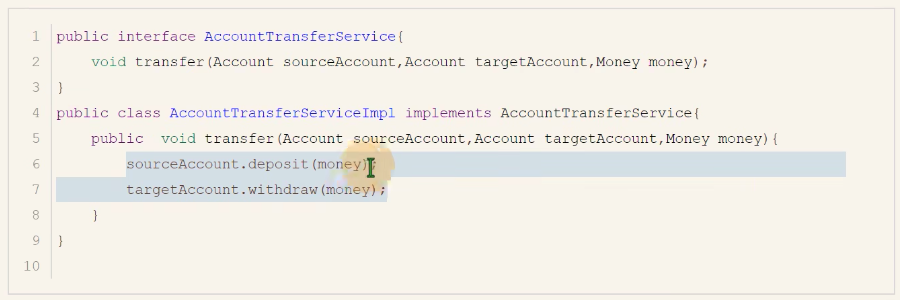 1 public interface AccountTransferService{
2 void transfer(Account sourceAccount,Account targetAccount,Money money);
3 }
4 public class AccountTransferServiceImpl implements AccountTransferService{
5 public  void transfer(Account sourceAccount,Account targetAccount,Money money){
6 sourceAccount.deposit(money);
7 targetAccount.withdraw(money);
8 }
9 }
10